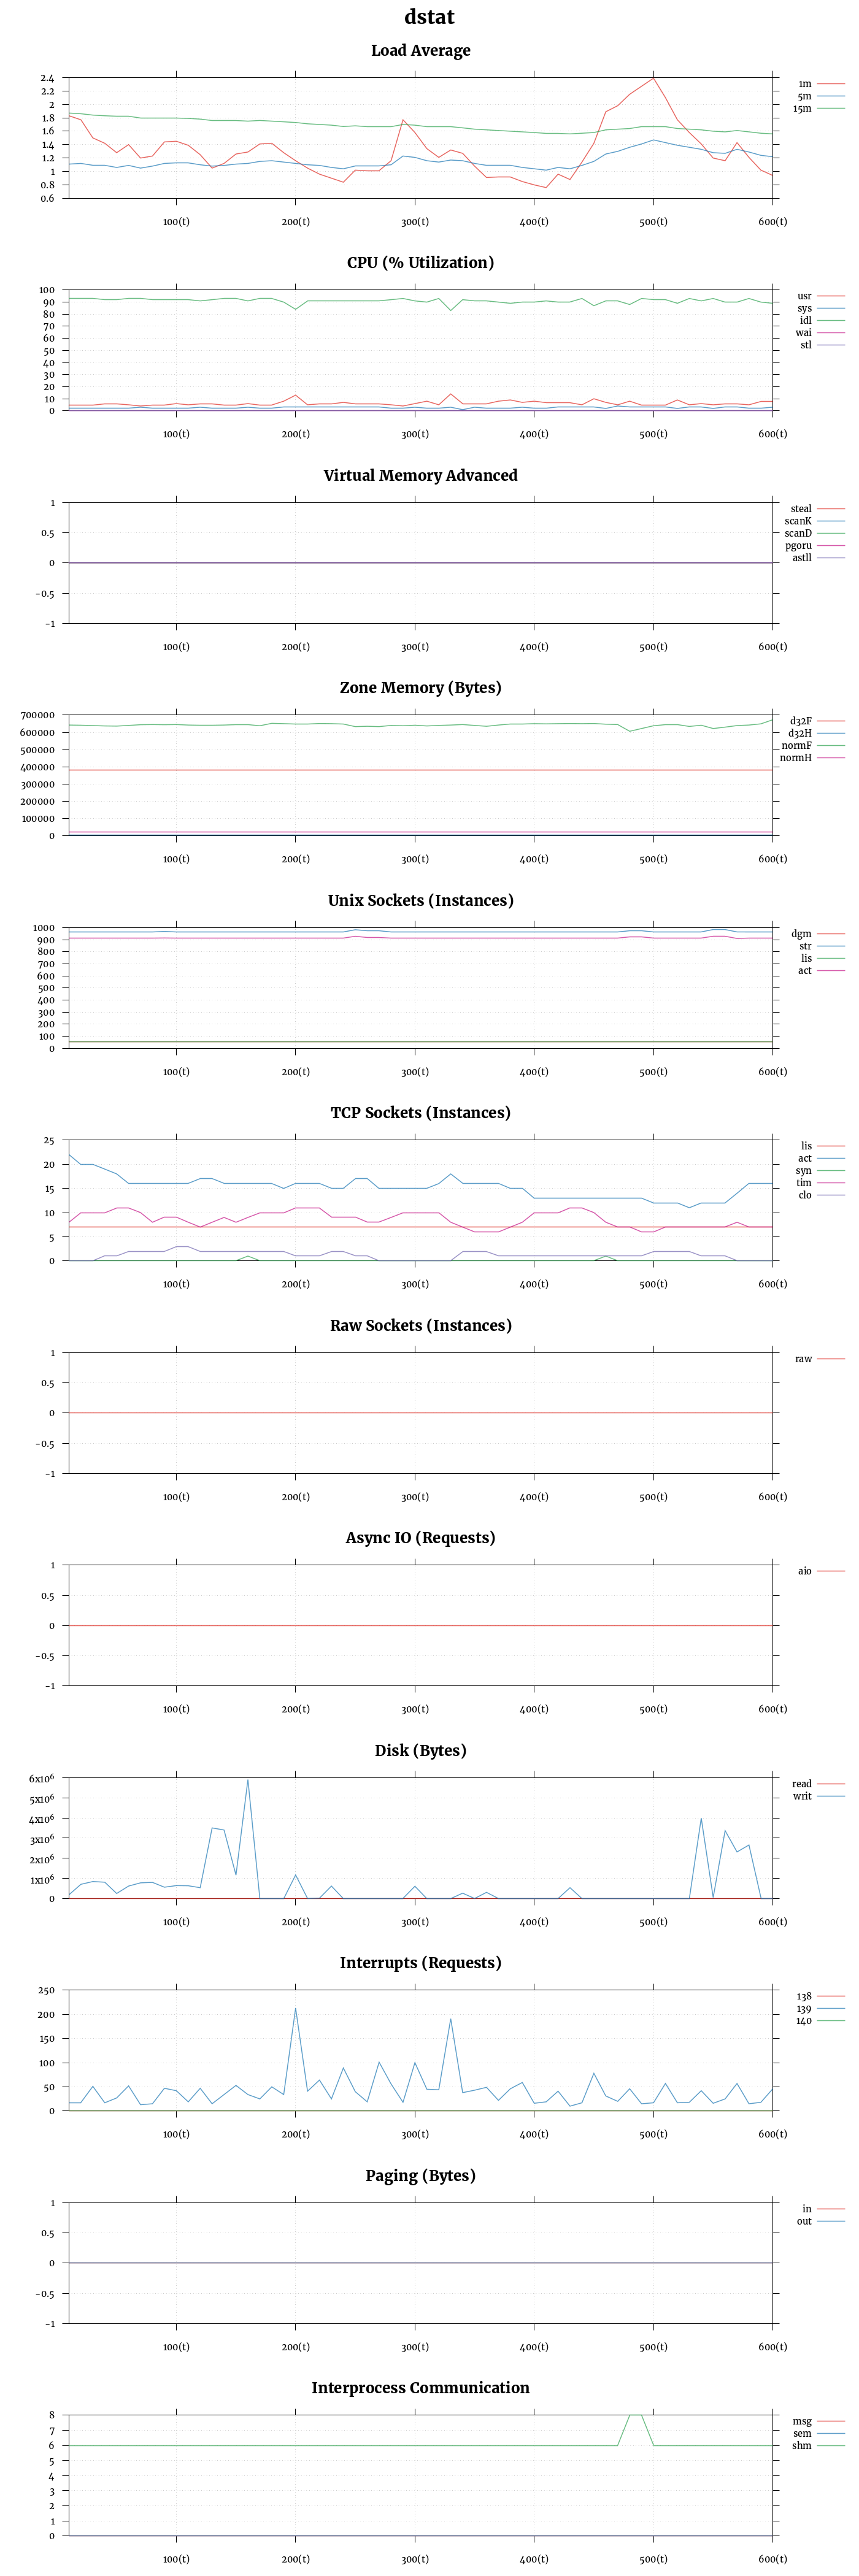 dstat
Load Average
2.4
2.2
2
1.8
1.6
1.4
1.2
1
0.8
0.6
100(t) 200(t) 300(t) 400(t) 500(t) 600(t)
1m
5m
15m
CPU (% Utilization)
100
90
80
70
60
50
40
30
20
10
0
100(t) 200(t) 300(t) 400(t) 500(t) 600(t)
usr
sys
idl
wai
stl
Virtual Memory Advanced
1
0.5
0
-0.5
-1
100(t) 200(t) 300(t) 400(t) 500(t) 600(t)
steal
scanK
scanD
pgoru
astll
Zone Memory (Bytes)
700000
600000
500000
400000
300000
200000
100000
0
100(t) 200(t) 300(t) 400(t) 500(t) 600(t)
d32F
d32H
normF
normH
Unix Sockets (Instances)
1000
900
800
700
600
500
400
300
200
100
0
100(t) 200(t) 300(t) 400(t) 500(t) 600(t)
dgm
str
lis
act
TCP Sockets (Instances)
25
20
15
10
5
0
100(t) 200(t) 300(t) 400(t) 500(t) 600(t)
lis
act
syn
tim
clo
Raw Sockets (Instances)
1
0.5
0
-0.5
-1
100(t) 200(t) 300(t) 400(t) 500(t) 600(t)
raw
Async IO (Requests)
1
0.5
0
-0.5
-1
100(t) 200(t) 300(t) 400(t) 500(t) 600(t)
aio
Disk (Bytes)
6x10⁶
5x10⁶
4x10⁶
3x10⁶
2x10⁶
1x10⁶
0
100(t) 200(t) 300(t) 400(t) 500(t) 600(t)
read
writ
Interrupts (Requests)
250
200
150
100
50
0
100(t) 200(t) 300(t) 400(t) 500(t) 600(t)
138
139
140
Paging (Bytes)
1
0.5
0
-0.5
-1
100(t) 200(t) 300(t) 400(t) 500(t) 600(t)
in
out
Interprocess Communication
8
7
6
5
4
3
2
1
0
100(t) 200(t) 300(t) 400(t) 500(t) 600(t)
msg
sem
shm